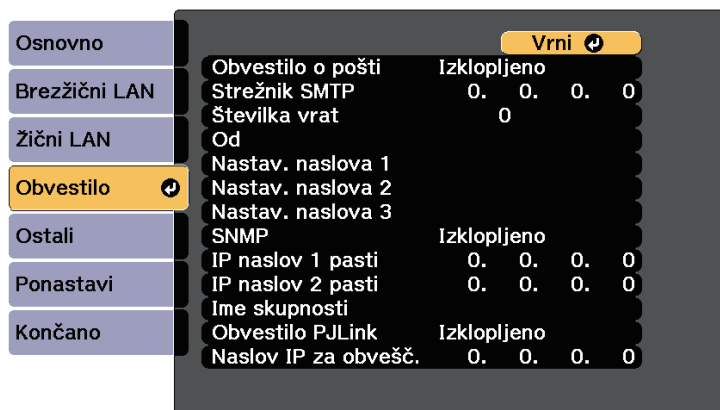 Osnovno
Brezžični LAN
Žični LAN
Obvestilo
Ostali
Ponastavi
Končano
Vrni
Obvestilo o pošti Izklopljeno
Strežnik SMTP 0. 0. 0. 0
Številka vrat 0
Od
Nastav. naslova 1
Nastav. naslova 2
Nastav. naslova 3
SNMP Izklopljeno
IP naslov 1 pasti 0. 0. 0. 0
IP naslov 2 pasti 0. 0. 0. 0
Ime skupnosti
Obvestilo PJLink Izklopljeno
Naslov IP za obvešč. 0. 0. 0. 0